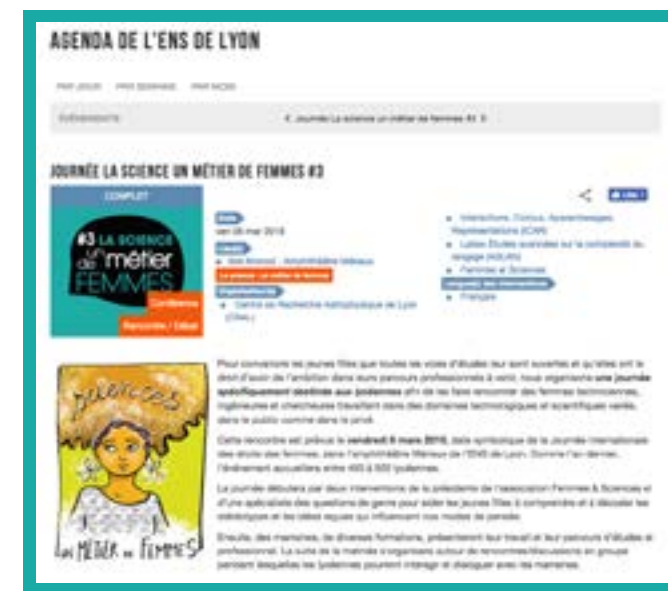 AGENDA DE L'ENS DE LYON
PAR JOUR PAR SEMAINE PAR MOIS
ÉVÉNEMENTS Journée La science un métier de femmes #3
JOURNÉE LA SCIENCE UN MÉTIER DE FEMMES #3
COMPLET
#3 LA SCIENCE
un
de métier
FEMMES
Conférence
Rencontre / Débat
Date
ven 08 mar 2019
Centre de Recherche Astrophysique de Lyon
(CRAL)
Interactions, Corpus, Apprentissages,
Représentations (ICAR)
Labex Études avancées sur la complexité du
langage (ASLAN)
Femmes et Sciences
Français
sciences
un MÉTIER de FEMMES
Pour convaincre les jeunes filles que toutes les voies d'études leur sont ouvertes et qu'elles ont le
droit d'avoir de l'ambition dans leurs parcours professionnels à venir, nous organisons une journée
spécifiquement destinée aux lycéennes afin de les faire rencontrer des femmes techniciennes,
ingénieures et chercheuses travaillant dans des domaines technologiques et scientifiques variés,
dans le public comme dans le privé.
Cette rencontre est prévue le vendredi 8 mars 2019, date symbolique de la journée internationale
des droits des femmes, dans l'amphithéâtre Mérieux de l'ENS de Lyon. Comme l'an dernier,
l'événement accueillera entre 400 à 500 lycéennes.
La journée débutera par deux interventions de la présidente de l'association Femmes & Sciences et
d'une spécialiste des questions de genre pour aider les jeunes filles à comprendre et à décoder les
stéréotypes et les idées reçues qui influencent nos modes de pensée.
Ensuite, des marraines, de diverses formations, présenteront leur travail et leur parcours d'études et
professionnel. La suite de la matinée s'organisera autour de rencontres/discussions en groupe
pendant lesquelles les lycéennes pourront interagir et dialoguer avec les marraines.